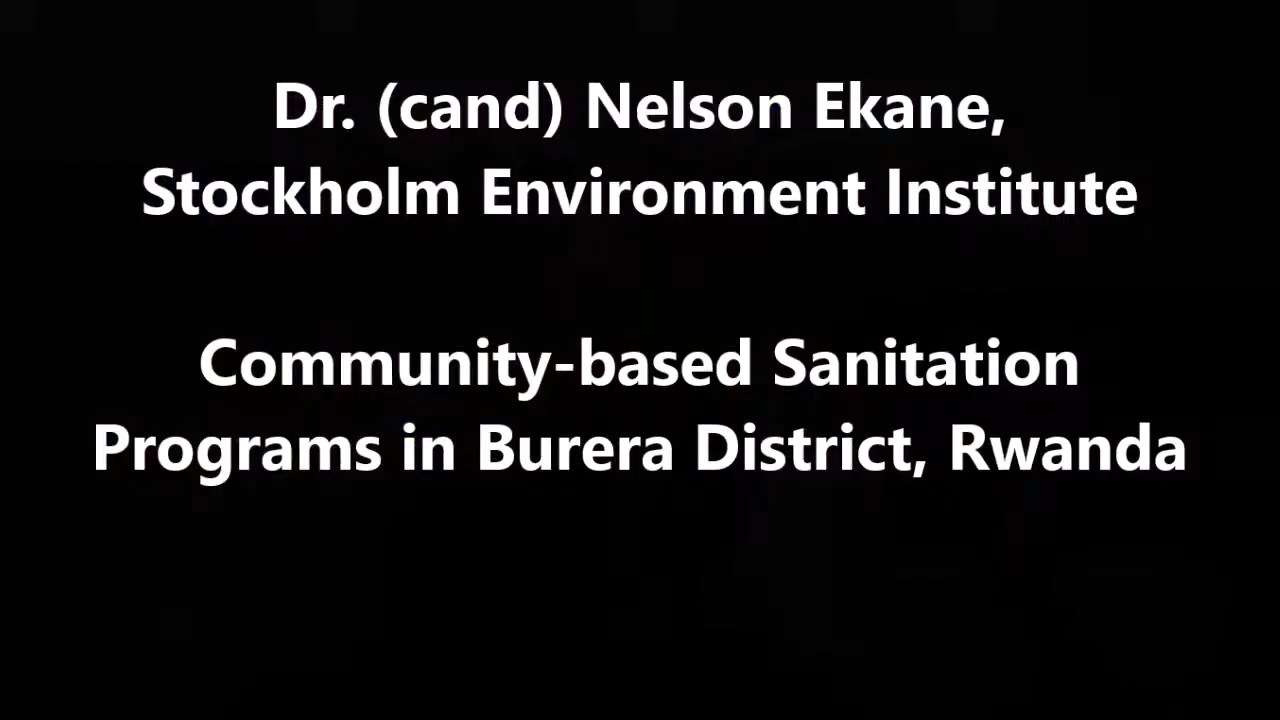 Dr. (cand) Nelson Ekane,
Stockholm Environment Institute
Community-based Sanitation
Programs in Burera District, Rwanda